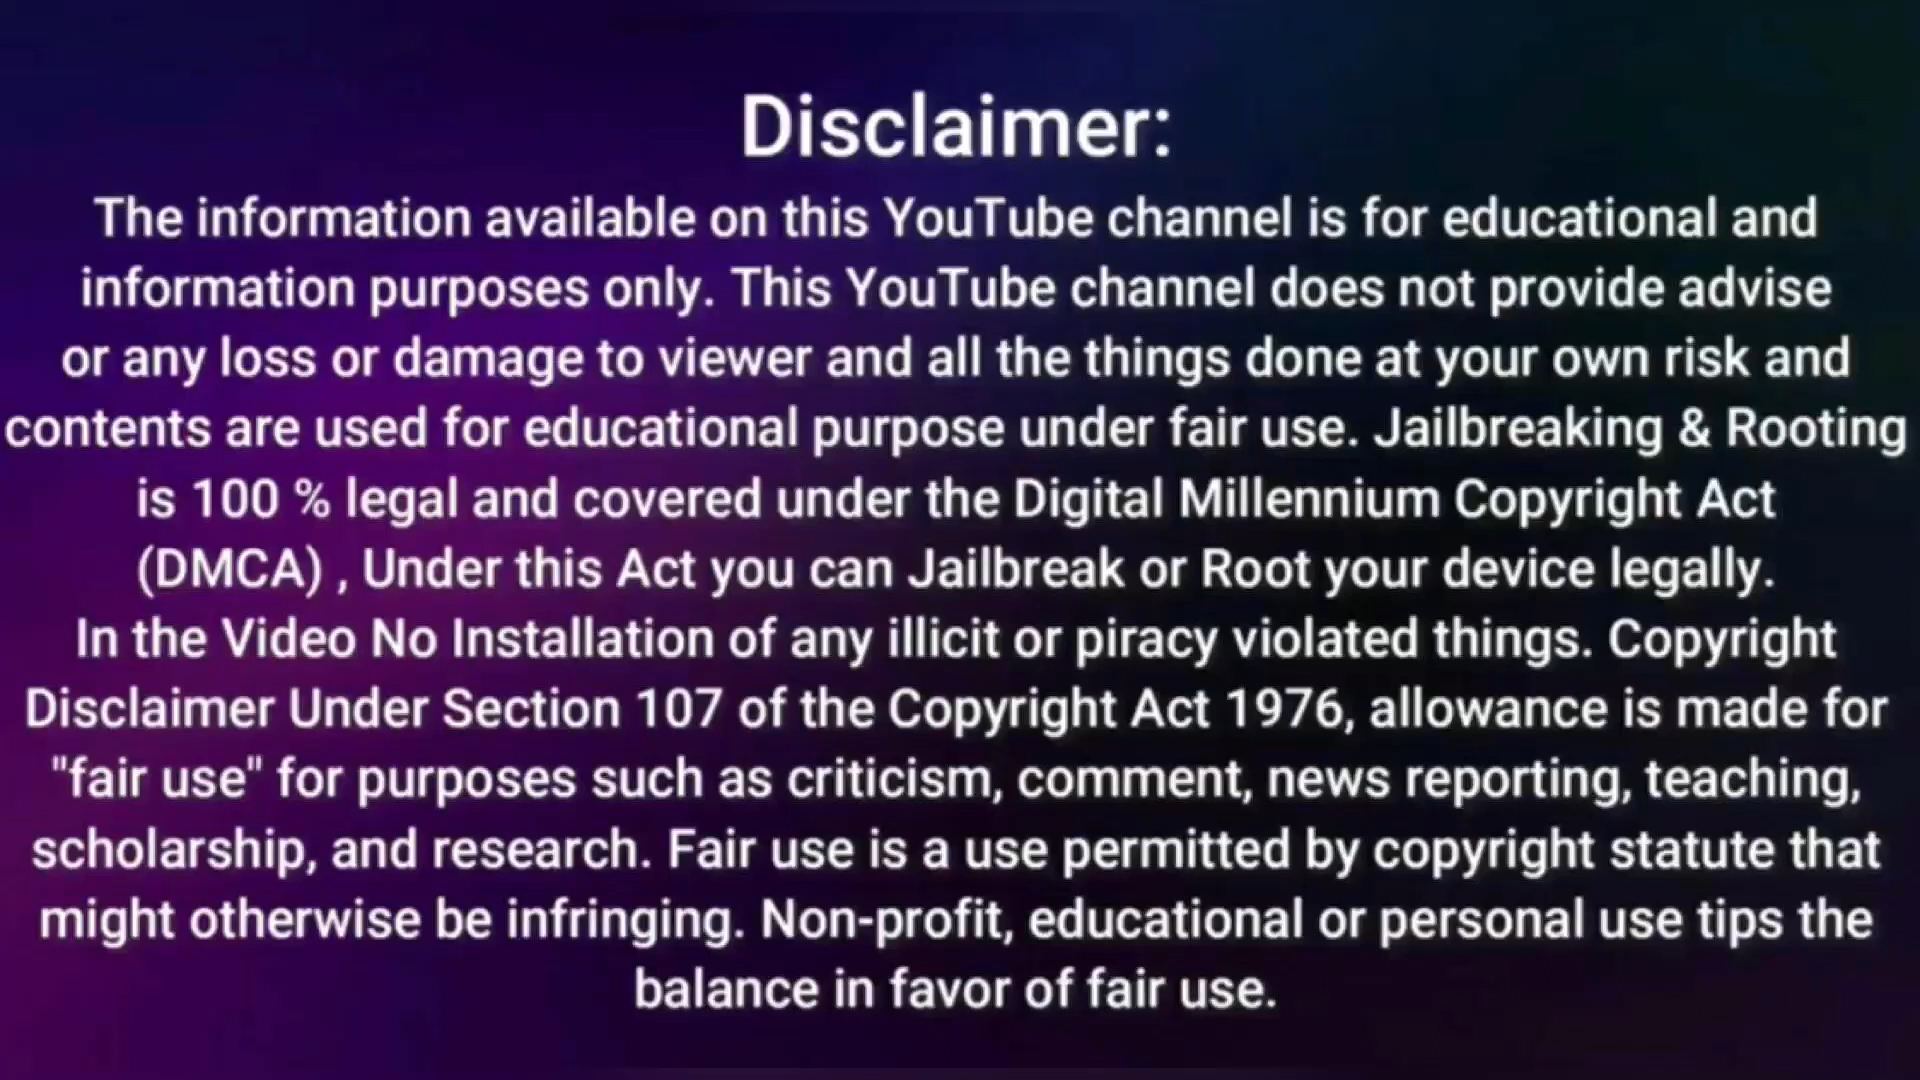 Disclaimer:
The information available on this YouTube channel is for educational and
information purposes only. This YouTube channel does not provide advise
or any loss or damage to viewer and all the things done at your own risk and
contents are used for educational purpose under fair use. Jailbreaking & Rooting
is 100 % legal and covered under the Digital Millennium Copyright Act
(DMCA) , Under this Act you can Jailbreak or Root your device legally.
In the Video No Installation of any illicit or piracy violated things. Copyright
Disclaimer Under Section 107 of the Copyright Act 1976, allowance is made for
"fair use" for purposes such as criticism, comment, news reporting, teaching,
scholarship, and research. Fair use is a use permitted by copyright statute that
might otherwise be infringing. Non-profit, educational or personal use tips the
balance in favor of fair use.